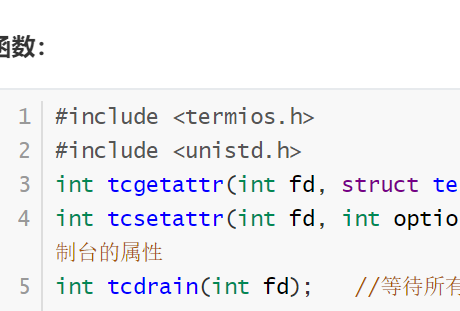 函数：
1 #include <termios.h>
2 #include <unistd.h>
3 int tcgetattr(int fd, struct te
4 int tcsetattr(int fd, int optio
制台的属性
5 int tcdrain(int fd);   //等待所有